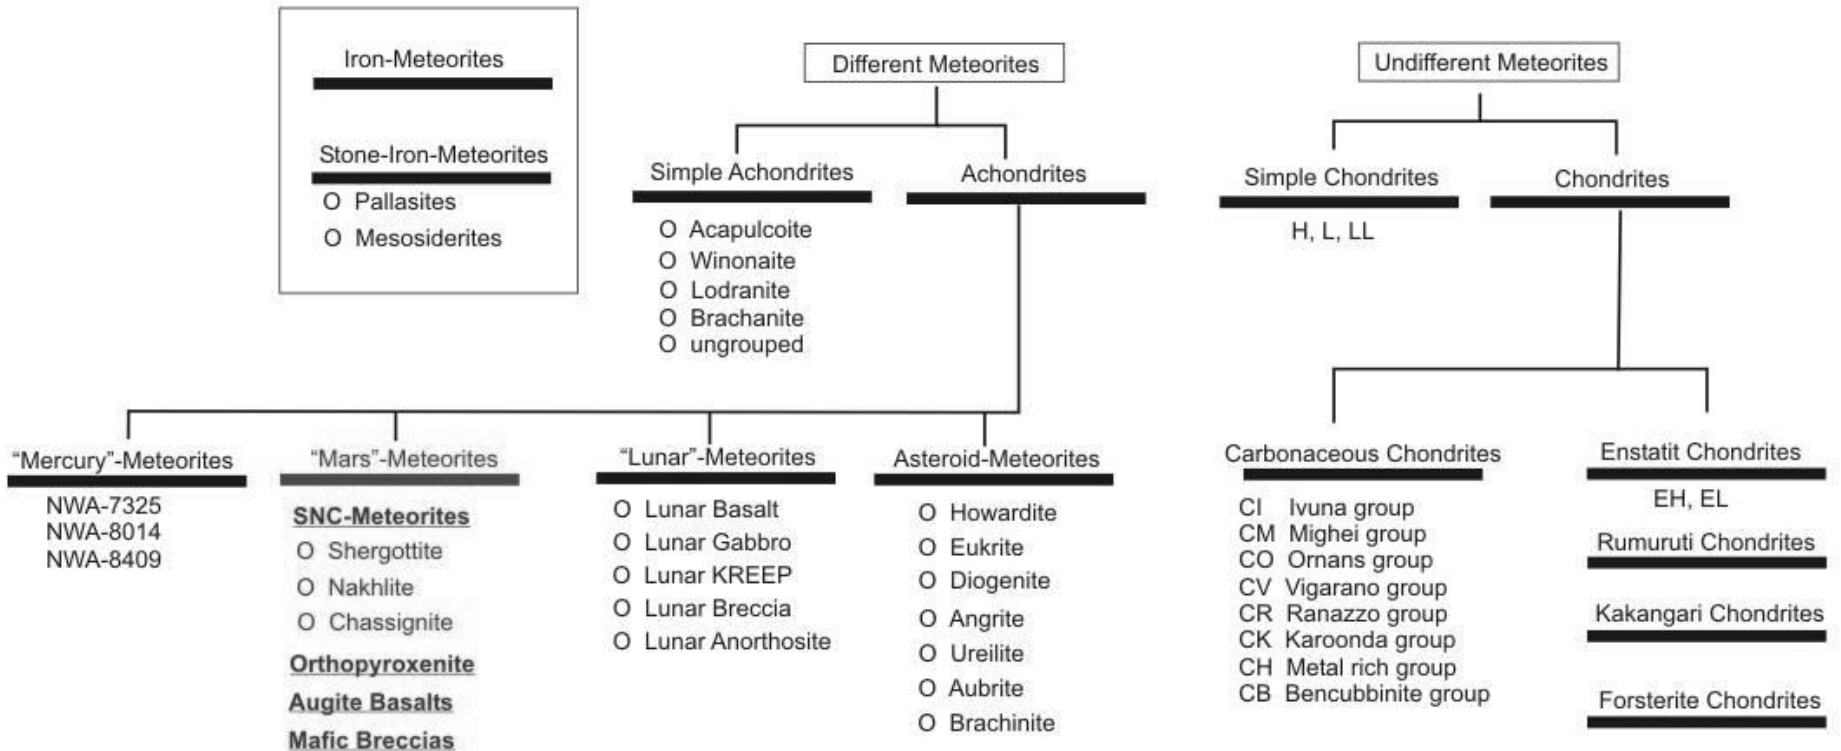 Iron-Meteorites
Stone-Iron-Meteorites
O Pallasites
O Mesosiderites
Different Meteorites
Simple Achondrites
O Acapulcoite
O Winonaite
O Lodranite
O Brachanite
O ungrouped
Achondrites
Undifferent Meteorites
Simple Chondrites
H, L, LL
Chondrites
“Mercury”-Meteorites
NWA-7325
NWA-8014
NWA-8409
“Mars”-Meteorites
SNC-Meteorites
O Shergottite
O Nakhlite
O Chassignite
Orthopyroxenite
Augite Basalts
Mafic Breccias
“Lunar”-Meteorites
O Lunar Basalt
O Lunar Gabbro
O Lunar KREEP
O Lunar Breccia
O Lunar Anorthosite
Asteroid-Meteorites
O Howardite
O Eukrite
O Diogenite
O Angrite
O Ureilite
O Aubrite
O Brachinite
Carbonaceous Chondrites
CI Ivuna group
CM Mighei group
CO Ornans group
CV Vigarano group
CR Ranazzo group
CK Karoonda group
CH Metal rich group
CB Bencubbinite group
Enstatit Chondrites
EH, EL
Rumuruti Chondrites
Kakangari Chondrites
Forsterite Chondrites